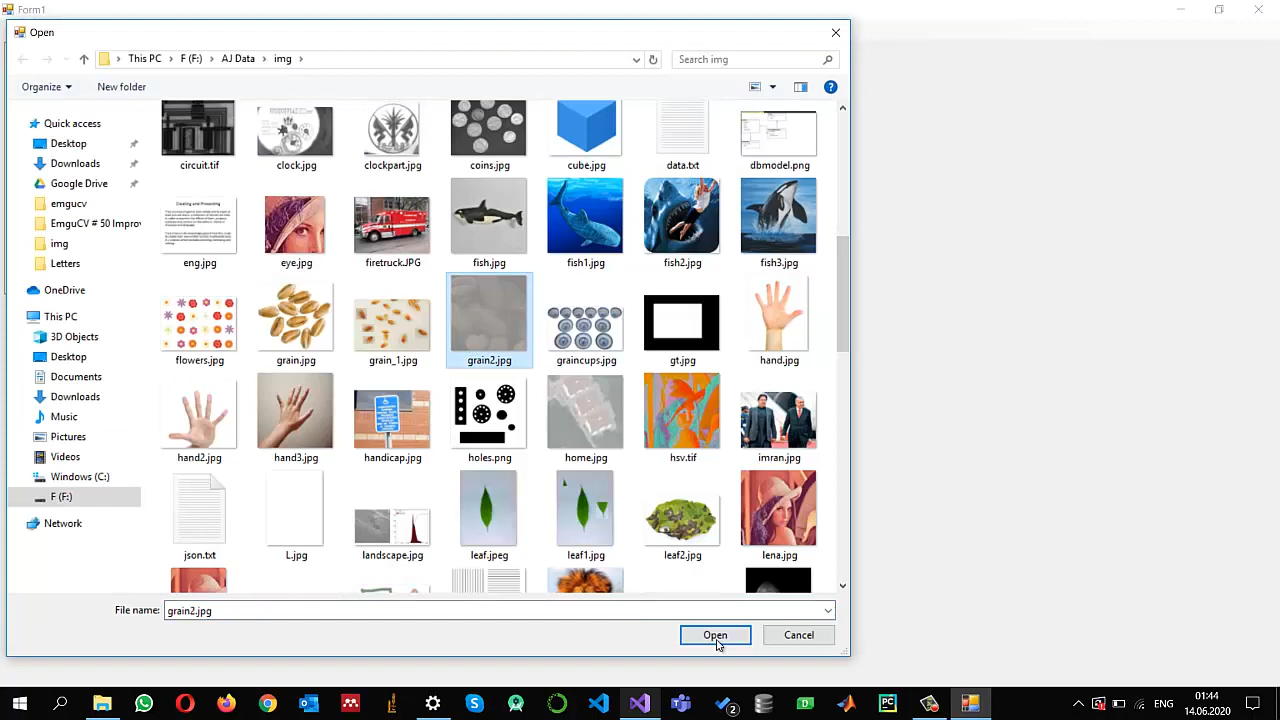 Form1
Open
This PC
F (F:)
AJ Data
img
Search img
Organize
New folder
Quick access
Desktop
Downloads
Google Drive
emgucv
EmguCV # 50 Impro
img
Letters
OneDrive
This PC
3D Objects
Desktop
Documents
Downloads
Music
Pictures
Videos
Windows (C:)
F (F:)
Network
circuit.tif
clock.jpg
clockpart.jpg
coins.jpg
cube.jpg
data.txt
dbmodel.png
Creating and Presenting
eng.jpg
eye.jpg
firetruck.JPG
fish.jpg
fish1.jpg
fish2.jpg
fish3.jpg
flowers.jpg
grain.jpg
grain_1.jpg
grain2.jpg
graincups.jpg
gt.jpg
hand.jpg
hand2.jpg
hand3.jpg
handicap.jpg
holes.png
home.jpg
hsv.tif
imran.jpg
json.txt
L.jpg
landscape.jpg
leaf.jpeg
leaf1.jpg
leaf2.jpg
lena.jpg
File name:
grain2.jpg
Open
Cancel
2
ENG
01:44
14.06.2020